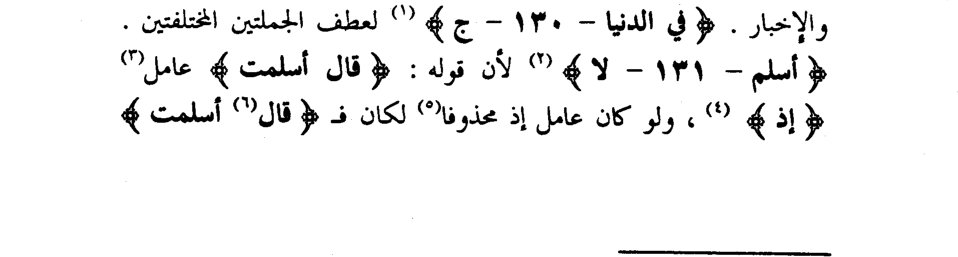 والإخبار . ﴿ في الدنيا – ١٣٠ – ج ﴾ (١) لعطف الجملتين المختلفتين .
﴿ أسلم – ١٣١ – لا ﴾ (٢) لأن قوله : ﴿ قال أسلمت ﴾ عامل(٣)
﴿ إذ ﴾ (٤) ، ولو كان عامل إذ محذوفا(٥) لكان فـ ﴿ قال(٦) أسلمت ﴾